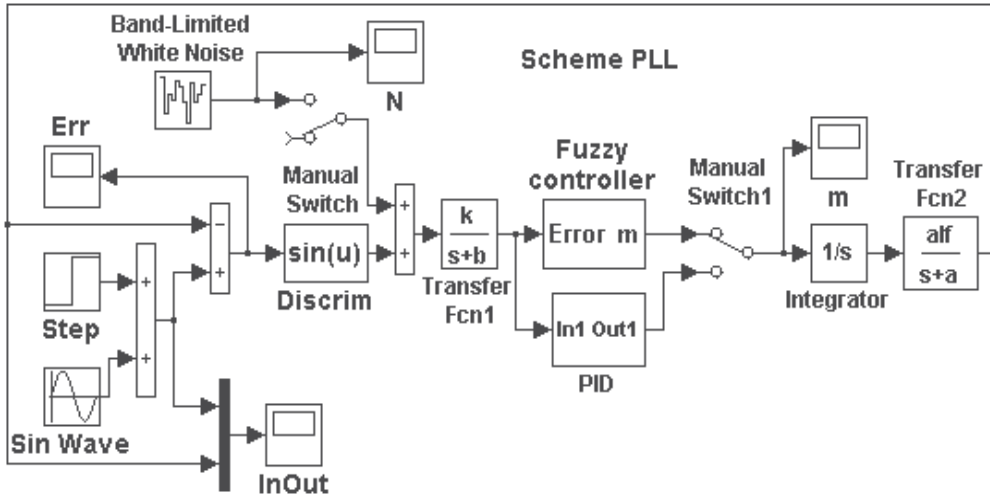 Band-Limited
White Noise
N
Scheme PLL
Err
Manual
Switch
Fuzzy
controller
Manual
Switch1
m
Transfer
Fcn2
−
+
sin(u)
Discrim
+
+
k
s+b
Transfer
Fcn1
Error m
1/s
Integrator
alf
s+a
Step
+
+
In1 Out1
PID
Sin Wave
InOut